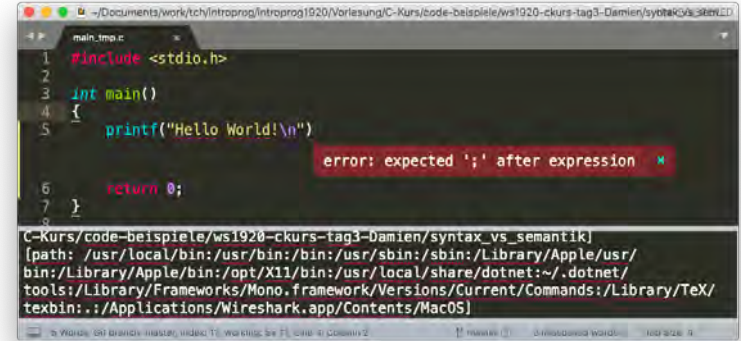 ~/Documents/work/tch/introprog/introprog1920/Vorlesung/C-Kurs/code-beispiele/ws1920-ckurs-tag3-Damien/
main_tmp.c ×
1 #include <stdio.h>
2
3 int main()
4 {
5 printf("Hello World!\n")
error: expected ';' after expression ×
6 return 0;
7 }
8
C-Kurs/code-beispiele/ws1920-ckurs-tag3-Damien/syntax_vs_semantik]
[path: /usr/local/bin:/usr/bin:/bin:/usr/sbin:/sbin:/Library/Apple/usr/
bin:/Library/Apple/bin:/opt/X11/bin:/usr/local/share/dotnet:~/.dotnet/
tools:/Library/Frameworks/Mono.framework/Versions/Current/Commands:/Library/TeX/
texbin:.:/Applications/Wireshark.app/Contents/MacOS]
master